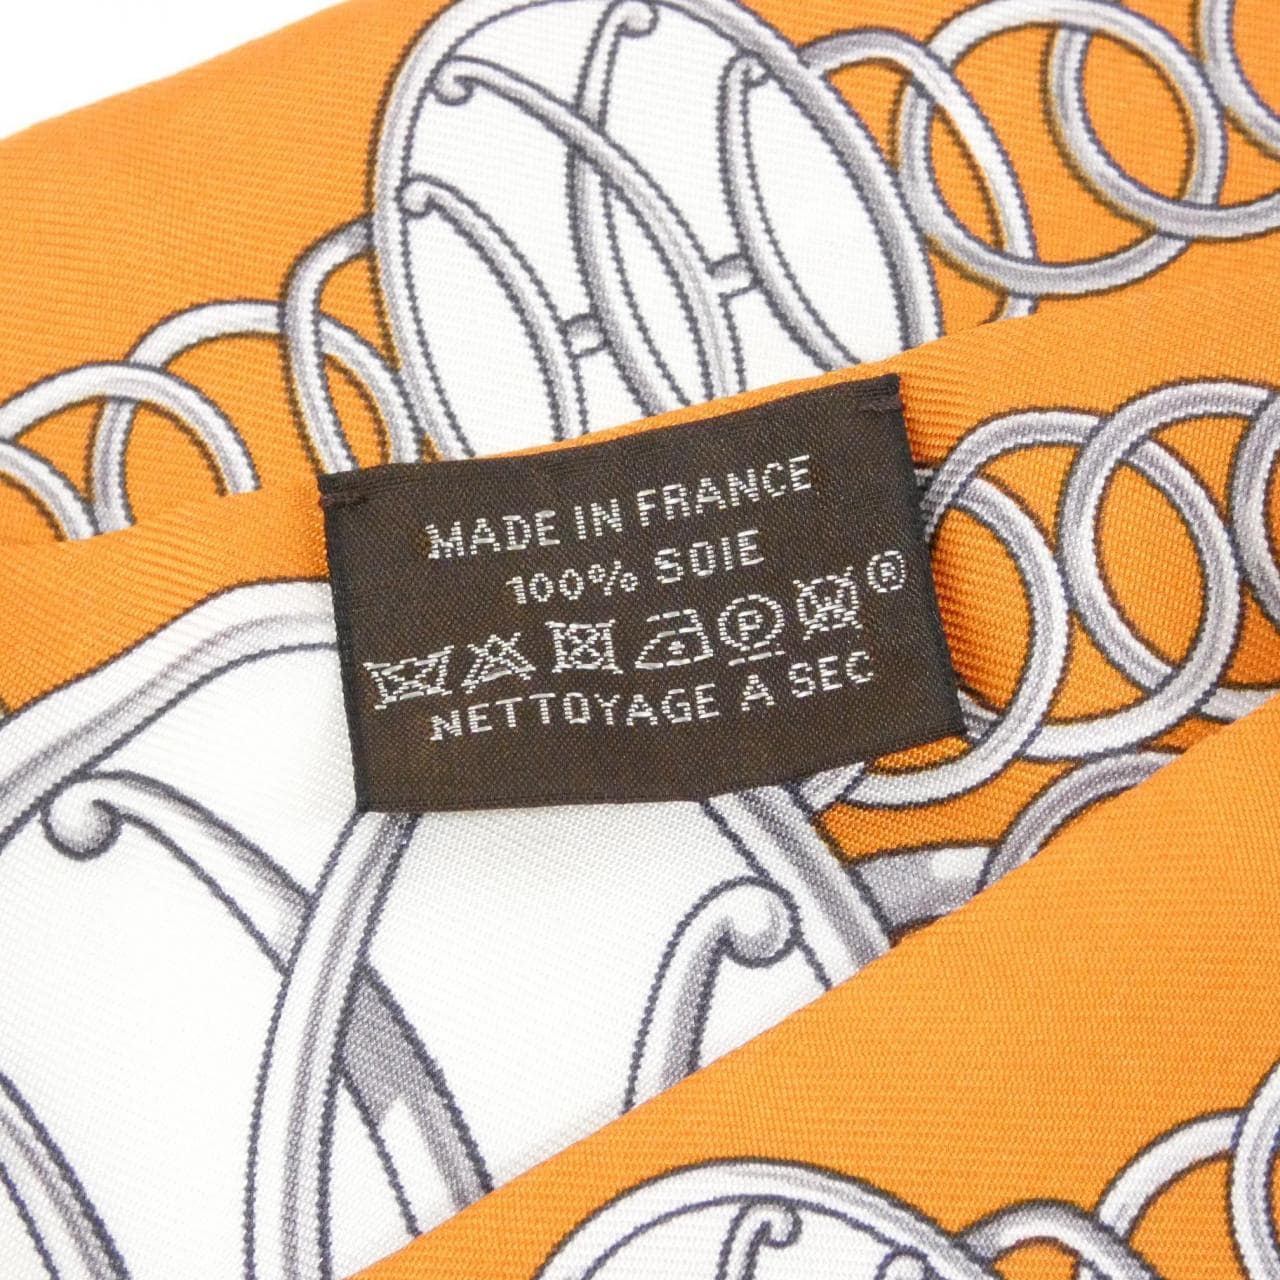 MADE IN FRANCE
100% SOIE
P W ®
NETTOYAGE A SEC